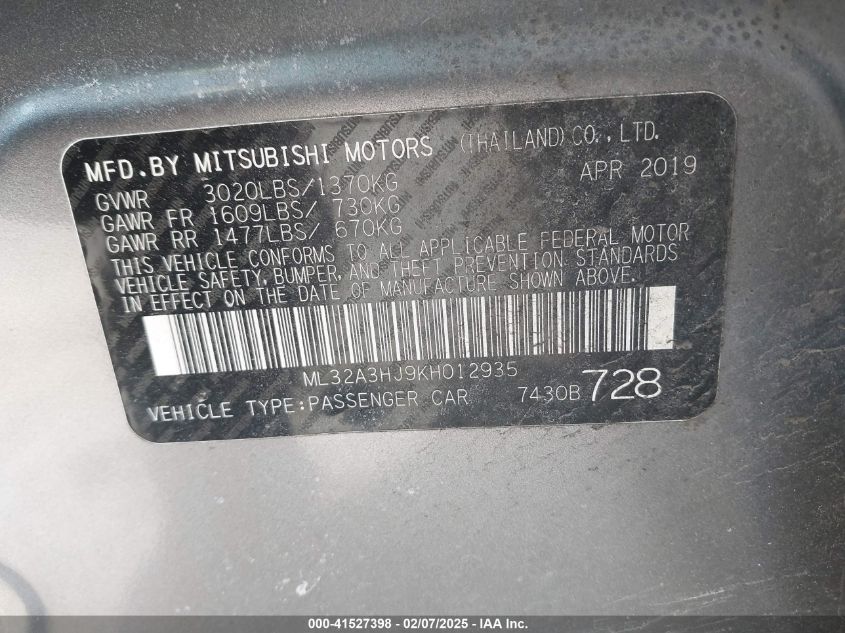 MFD.BY MITSUBISHI MOTORS (THAILAND) CO., LTD.
GVWR 3020LBS/1370KG APR 2019
GAWR FR 1609LBS/ 730KG
GAWR RR 1477LBS/ 670KG
THIS VEHICLE CONFORMS TO ALL APPLICABLE FEDERAL MOTOR
VEHICLE SAFETY, BUMPER, AND THEFT PREVENTION STANDARDS
IN EFFECT ON THE DATE OF MANUFACTURE SHOWN ABOVE.
ML32A3HJ9KH012935
VEHICLE TYPE:PASSENGER CAR 7430B 728
000-41527398 — 02/07/2025 — IAA Inc.